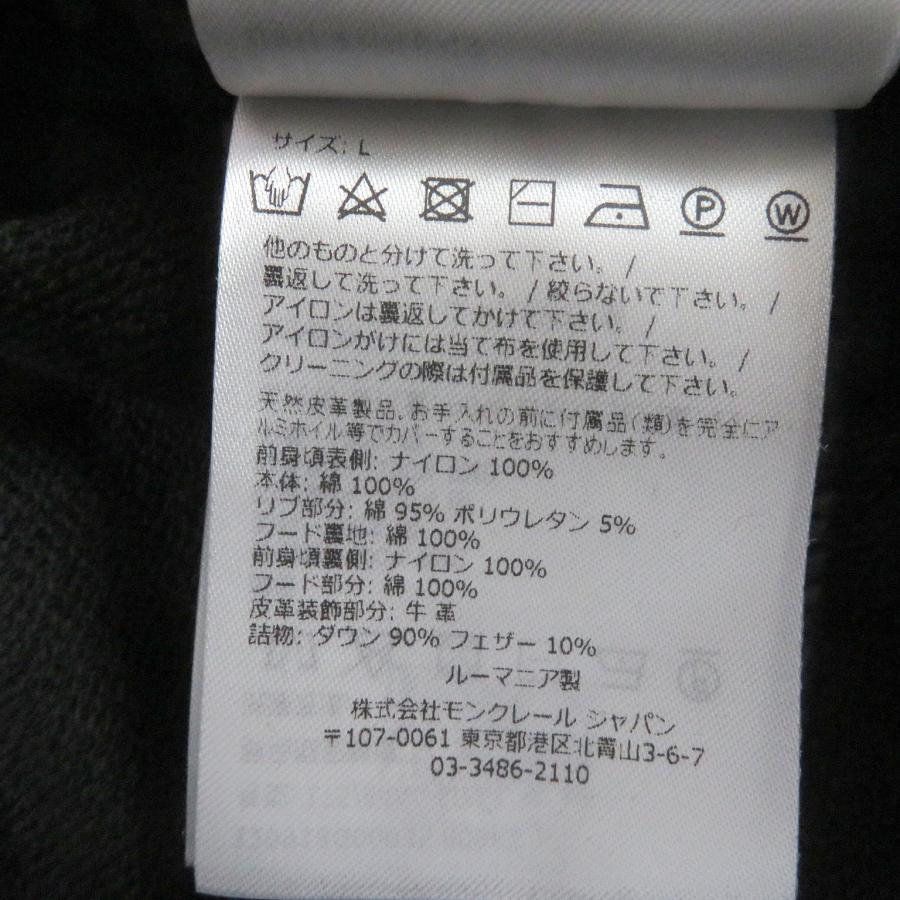 サイズ: L
P W
他のものと分けて洗って下さい。 /
裏返して洗って下さい。 / 絞らないで下さい。 /
アイロンは裏返してかけて下さい。 /
アイロンがけには当て布を使用して下さい。 /
クリーニングの際は付属品を保護して下さい。
天然皮革製品。お手入れの前に付属品(類)を完全にア
ルミホイル等でカバーすることをおすすめします。
前身頃表側: ナイロン 100%
本体: 綿 100%
リブ部分: 綿 95% ポリウレタン 5%
フード裏地: 綿 100%
前身頃裏側: ナイロン 100%
フード部分: 綿 100%
皮革装飾部分: 牛 革
詰物: ダウン 90% フェザー 10%
ルーマニア製
株式会社モンクレール ジャパン
〒107-0061 東京都港区北青山3-6-7
03-3486-2110